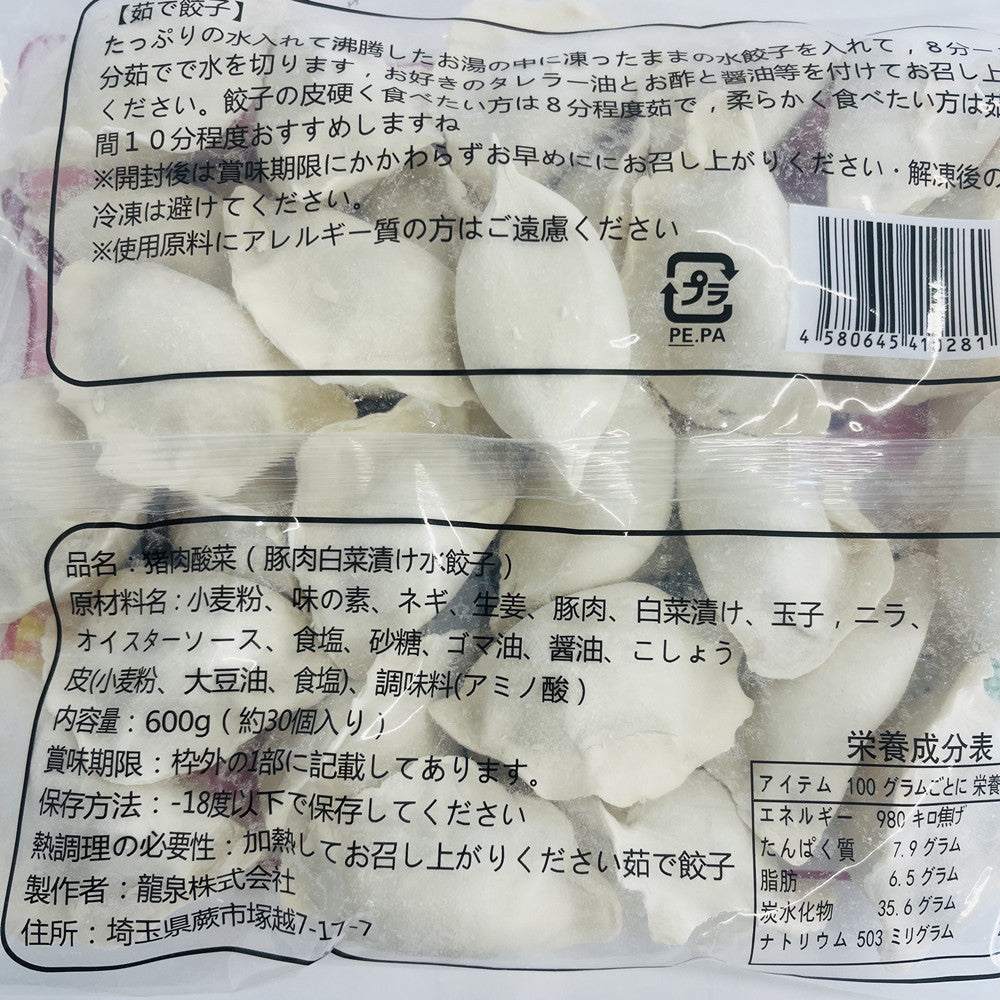 【茹で餃子】
たっぷりの水入れて沸騰したお湯の中に凍ったままの水餃子を入れて，8分一
分茹でで水を切ります，お好きのタレラー油とお酢と醤油等を付けてお召し上
ください。餃子の皮硬く食べたい方は8分程度茹で，柔らかく食べたい方は茹
間10分程度おすすめしますね
※開封後は賞味期限にかかわらずお早めににお召し上がりください・解凍後の
冷凍は避けてください。
※使用原料にアレルギー質の方はご遠慮ください
プラ
PE.PA
4 580645 410281
品名：猪肉酸菜（豚肉白菜漬け水餃子）
原材料名：小麦粉、味の素、ネギ、生姜、豚肉、白菜漬け、玉子，ニラ、
オイスターソース、食塩、砂糖、ゴマ油、醤油、こしょう
皮(小麦粉、大豆油、食塩)、調味料(アミノ酸）
内容量：600g（約30個入り）
賞味期限：枠外の1部に記載してあります。
保存方法：-18度以下で保存してください
熱調理の必要性：加熱してお召し上がりください茹で餃子
製作者：龍泉株式会社
住所：埼玉県蕨市塚越7-17-7
栄養成分表
アイテム 100 グラムごとに 栄養
エネルギー 980 キロ焦げ
たんぱく質 7.9 グラム
脂肪 6.5 グラム
炭水化物 35.6 グラム
ナトリウム 503 ミリグラム